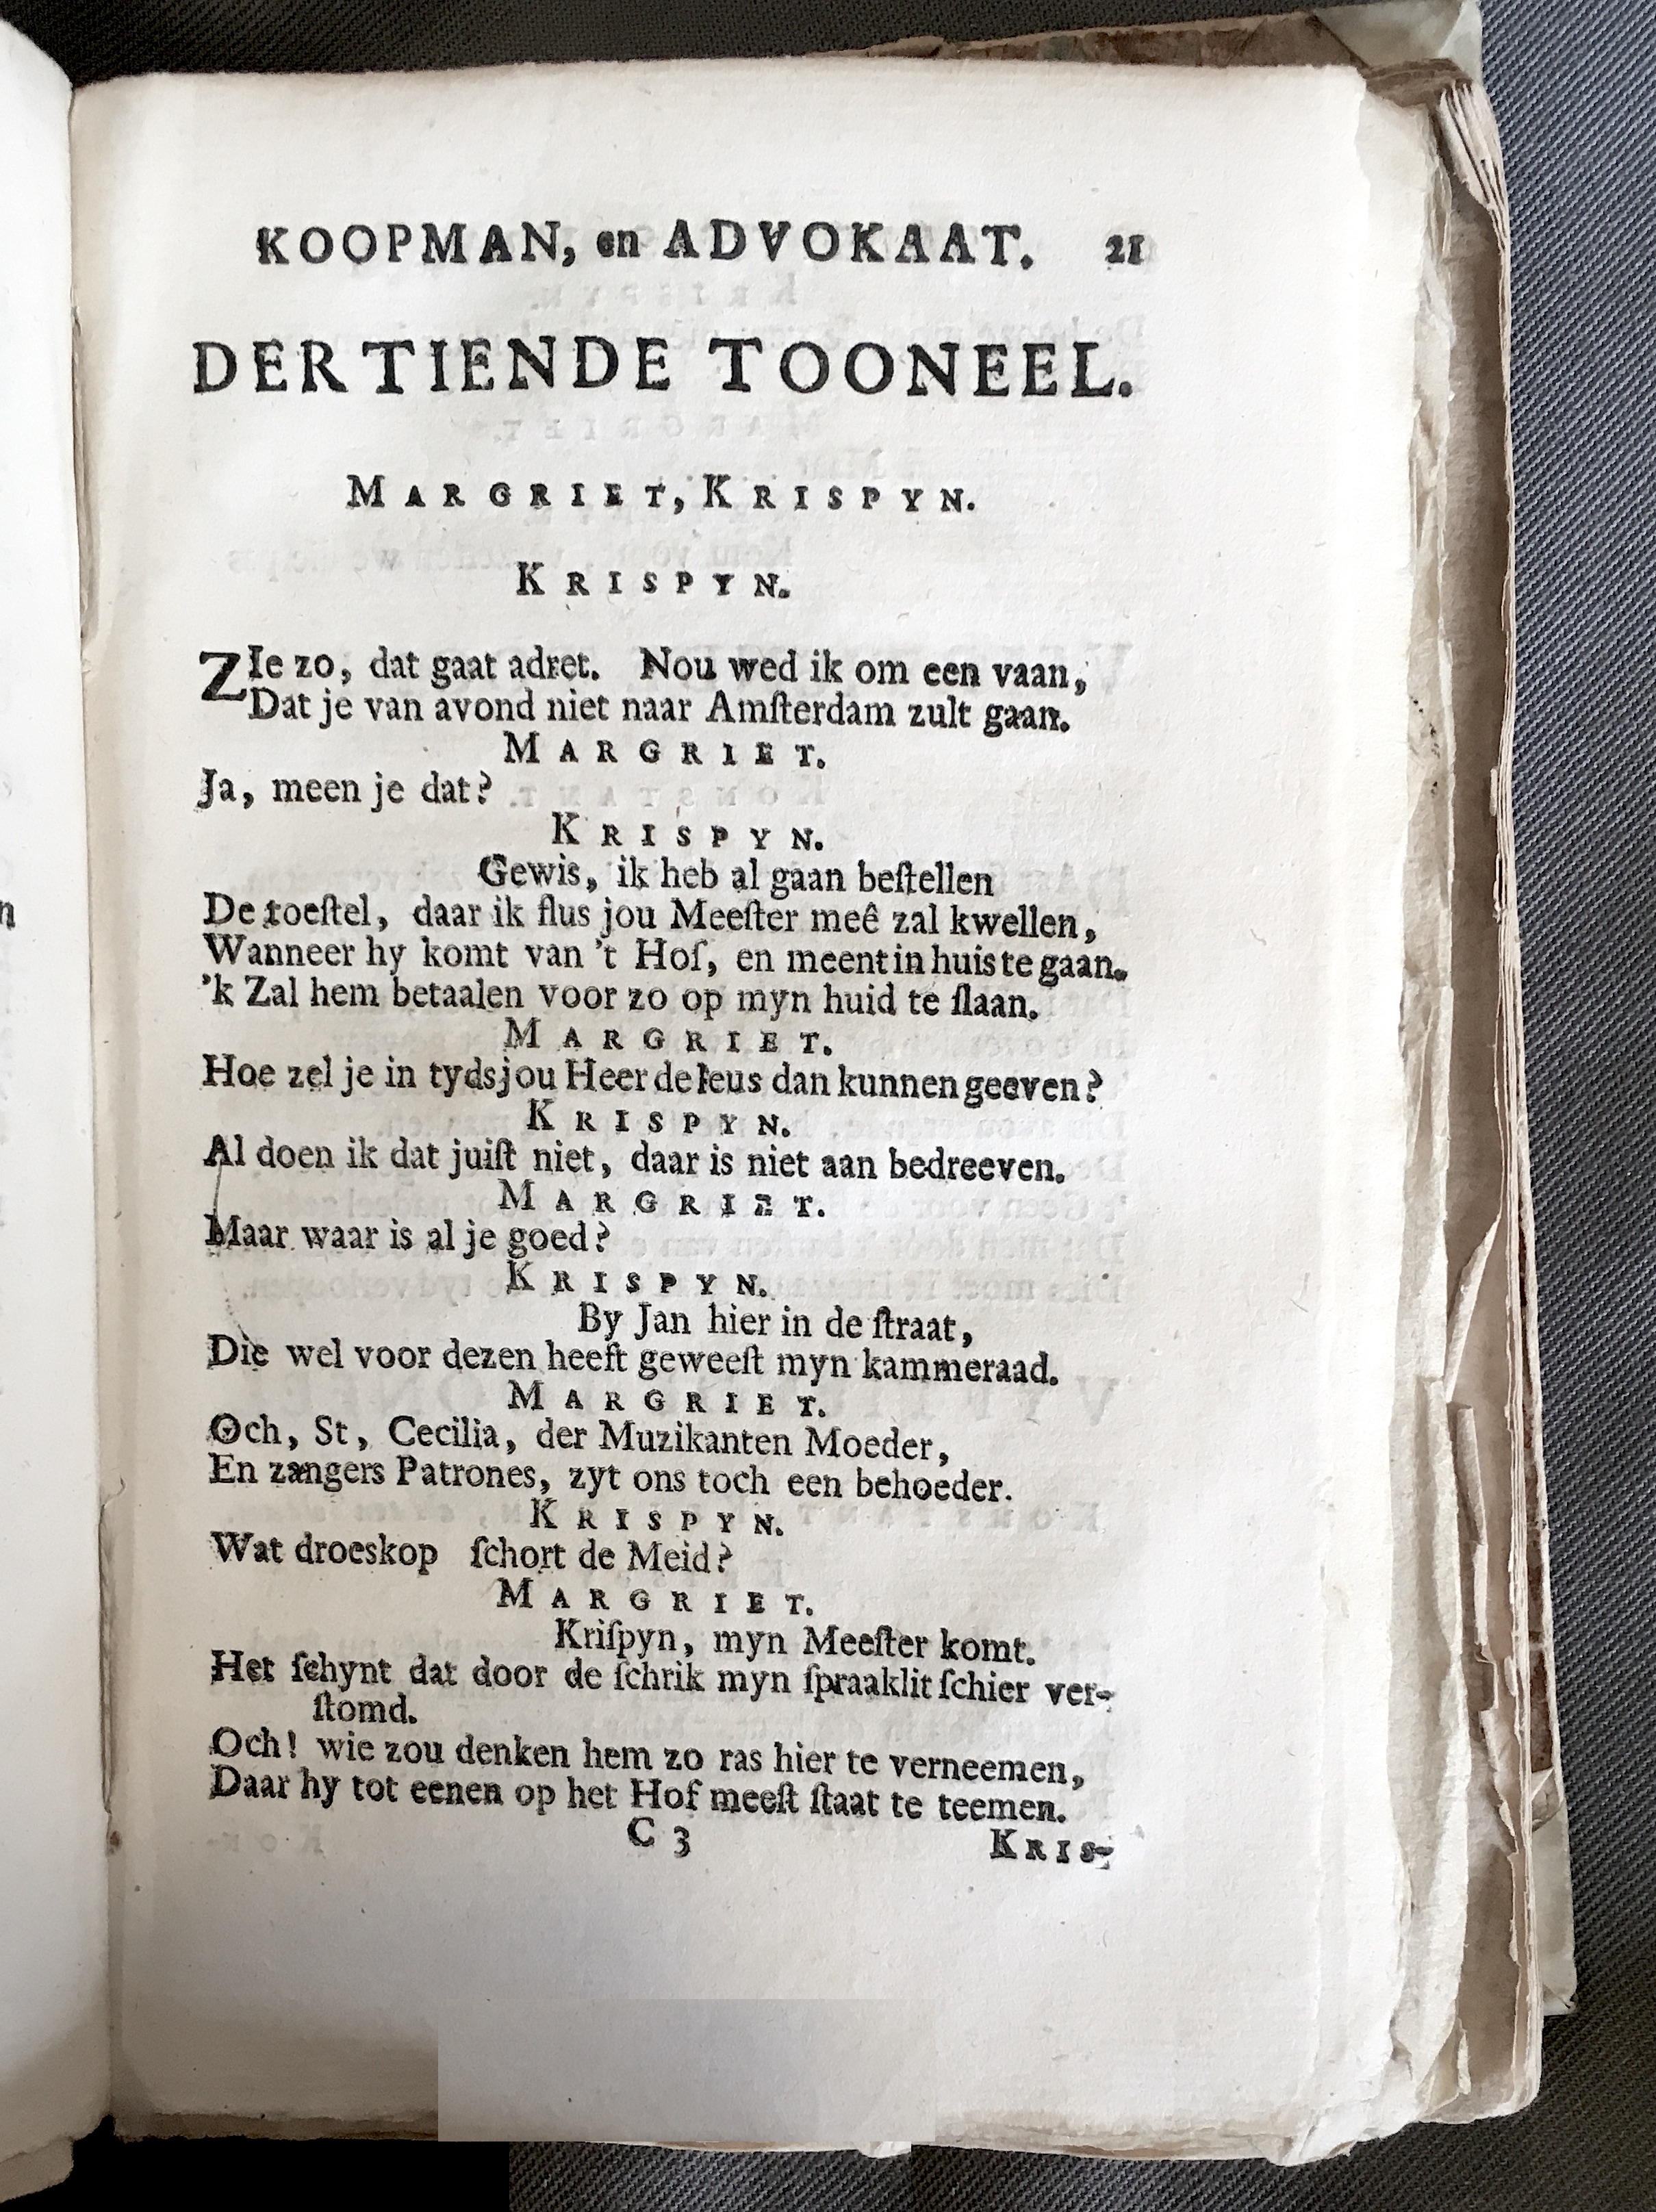 KOOPMAN, en ADVOKAAT. 21
DERTIENDE TOONEEL.
MARGRIET, KRISPYN.
KRISPYN.
ZIe zo, dat gaat adret. Nou wed ik om een vaan,
Dat je van avond niet naar Amſterdam zult gaan.
MARGRIET.
Ja, meen je dat?
KRISPYN.
Gewis, ik heb al gaan beſtellen
De toeſtel, daar ik flus jou Meeſter meê zal kwellen,
Wanneer hy komt van 't Hof, en meent in huis te gaan.
'k Zal hem betaalen voor zo op myn huid te ſlaan.
MARGRIET.
Hoe zel je in tyds jou Heer de leus dan kunnen geeven?
KRISPYN.
Al doen ik dat juiſt niet, daar is niet aan bedreeven.
MARGRIET.
Maar waar is al je goed?
KRISPYN.
By Jan hier in de ſtraat,
Die wel voor dezen heeft geweeſt myn kammeraad.
MARGRIET.
Och, St, Cecilia, der Muzikanten Moeder,
En zangers Patrones, zyt ons toch een behoeder.
KRISPYN.
Wat droeskop ſchort de Meid?
MARGRIET.
Kriſpyn, myn Meeſter komt.
Het ſchynt dat door de ſchrik myn ſpraaklit ſchier ver-
ſtomd.
Och! wie zou denken hem zo ras hier te verneemen,
Daar hy tot eenen op het Hof meeſt ſtaat te teemen.
C 3 KRIS-